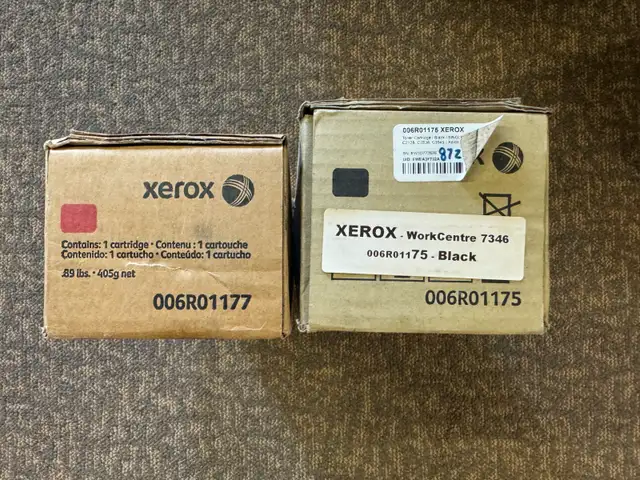 xerox
Contains: 1 cartridge • Contenu : 1 cartouche
Contenido: 1 cartucho • Conteúdo: 1 cartucho
.89 lbs. • 405g net
006R01177
006R01175 XEROX
872
XEROX - WorkCentre 7346
006R01175 - Black
006R01175